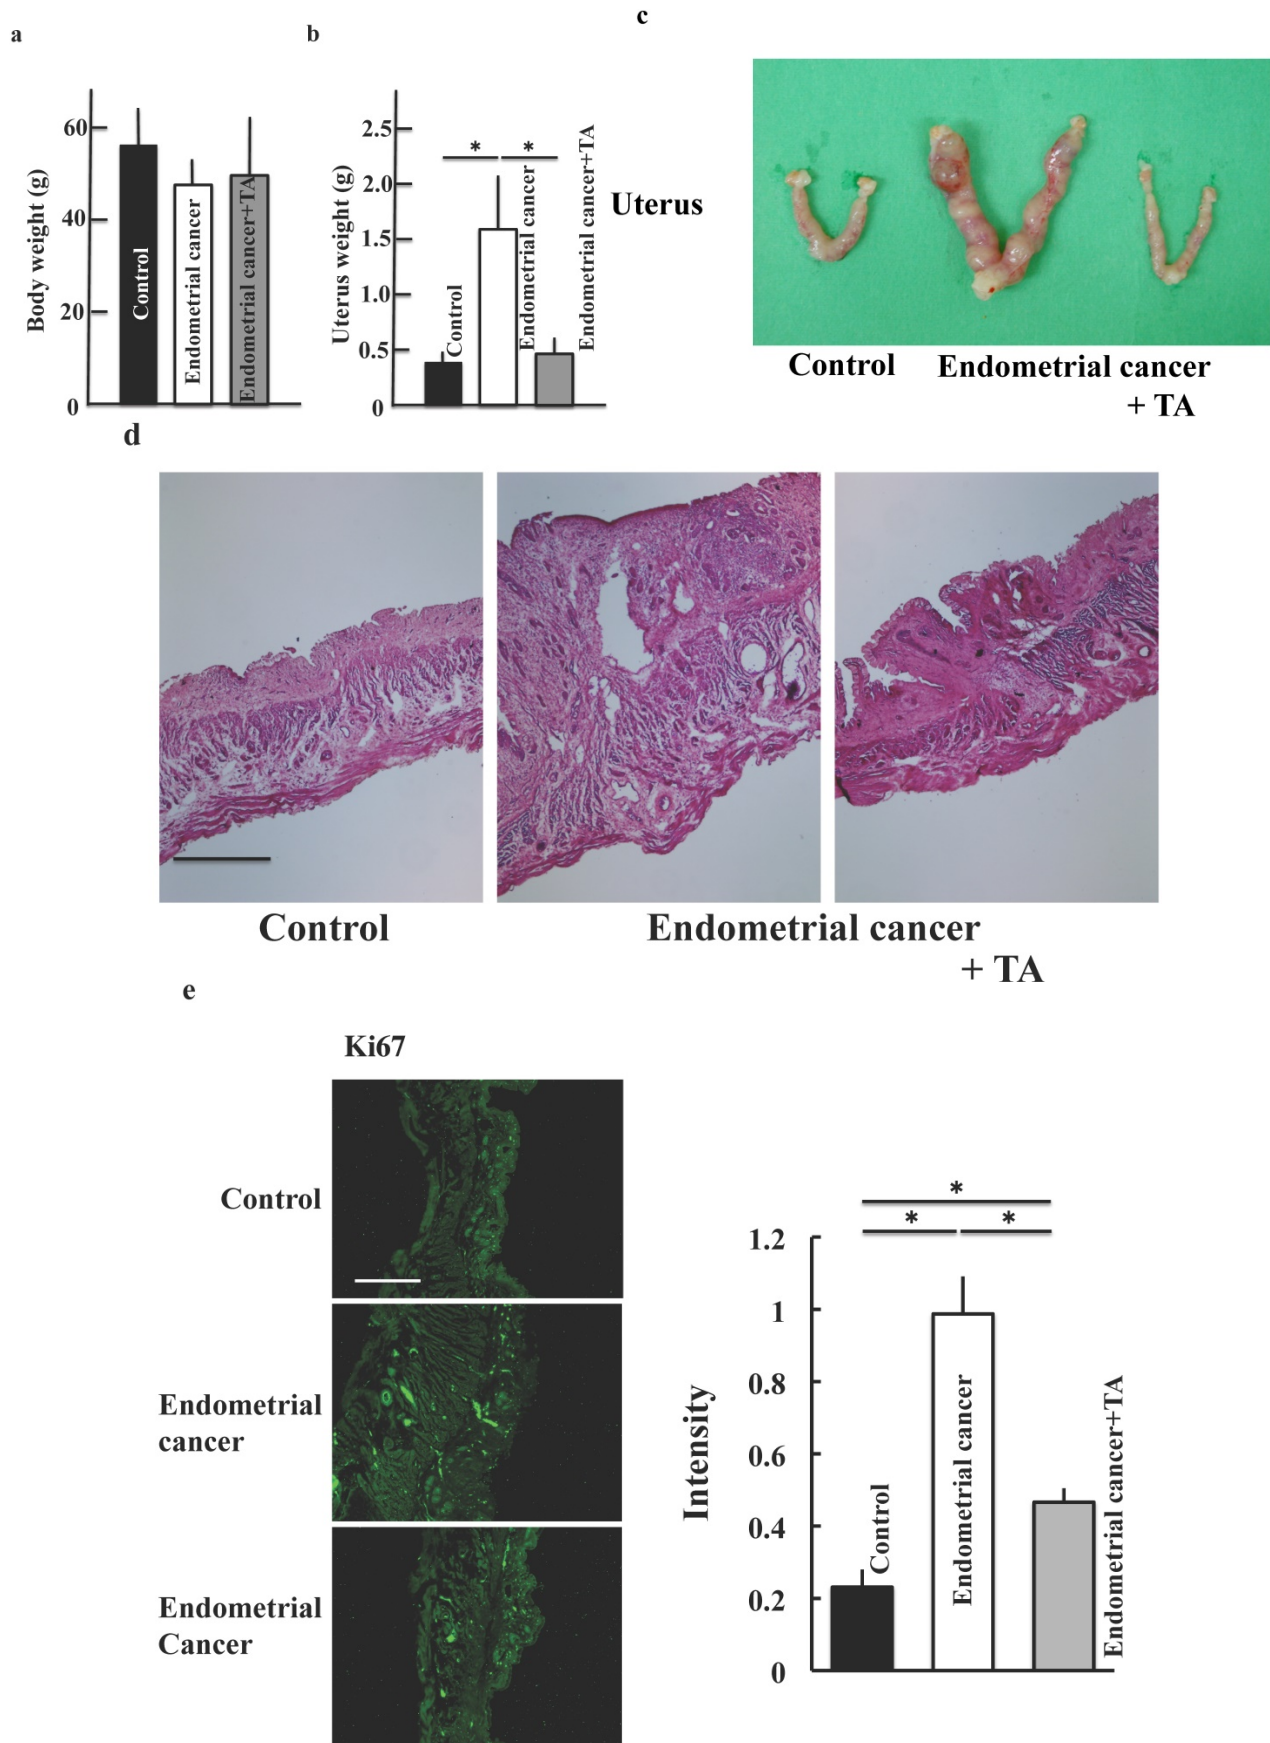 a
60
40
20
0
Body weight (g)
Control
Endometrial cancer
Endometrial cancer+TA
b
2.5
2.0
1.5
1.0
0.5
0
Uterus weight (g)
* *
Control
Endometrial cancer
Endometrial cancer+TA
c
Uterus
Control Endometrial cancer
+ TA
d
Control Endometrial cancer
+ TA
e
Ki67
Control
Endometrial
cancer
Endometrial
Cancer
*
* *
1.2
1
0.8
0.6
0.4
0.2
0
Intensity
Control
Endometrial cancer
Endometrial cancer+TA